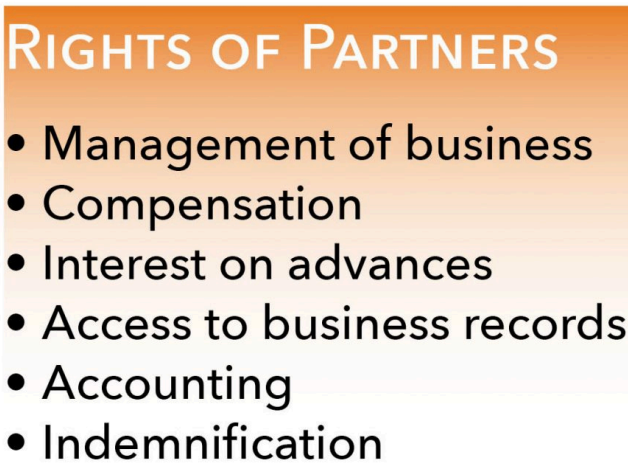 RIGHTS OF PARTNERS
• Management of business
• Compensation
• Interest on advances
• Access to business records
• Accounting
• Indemnification